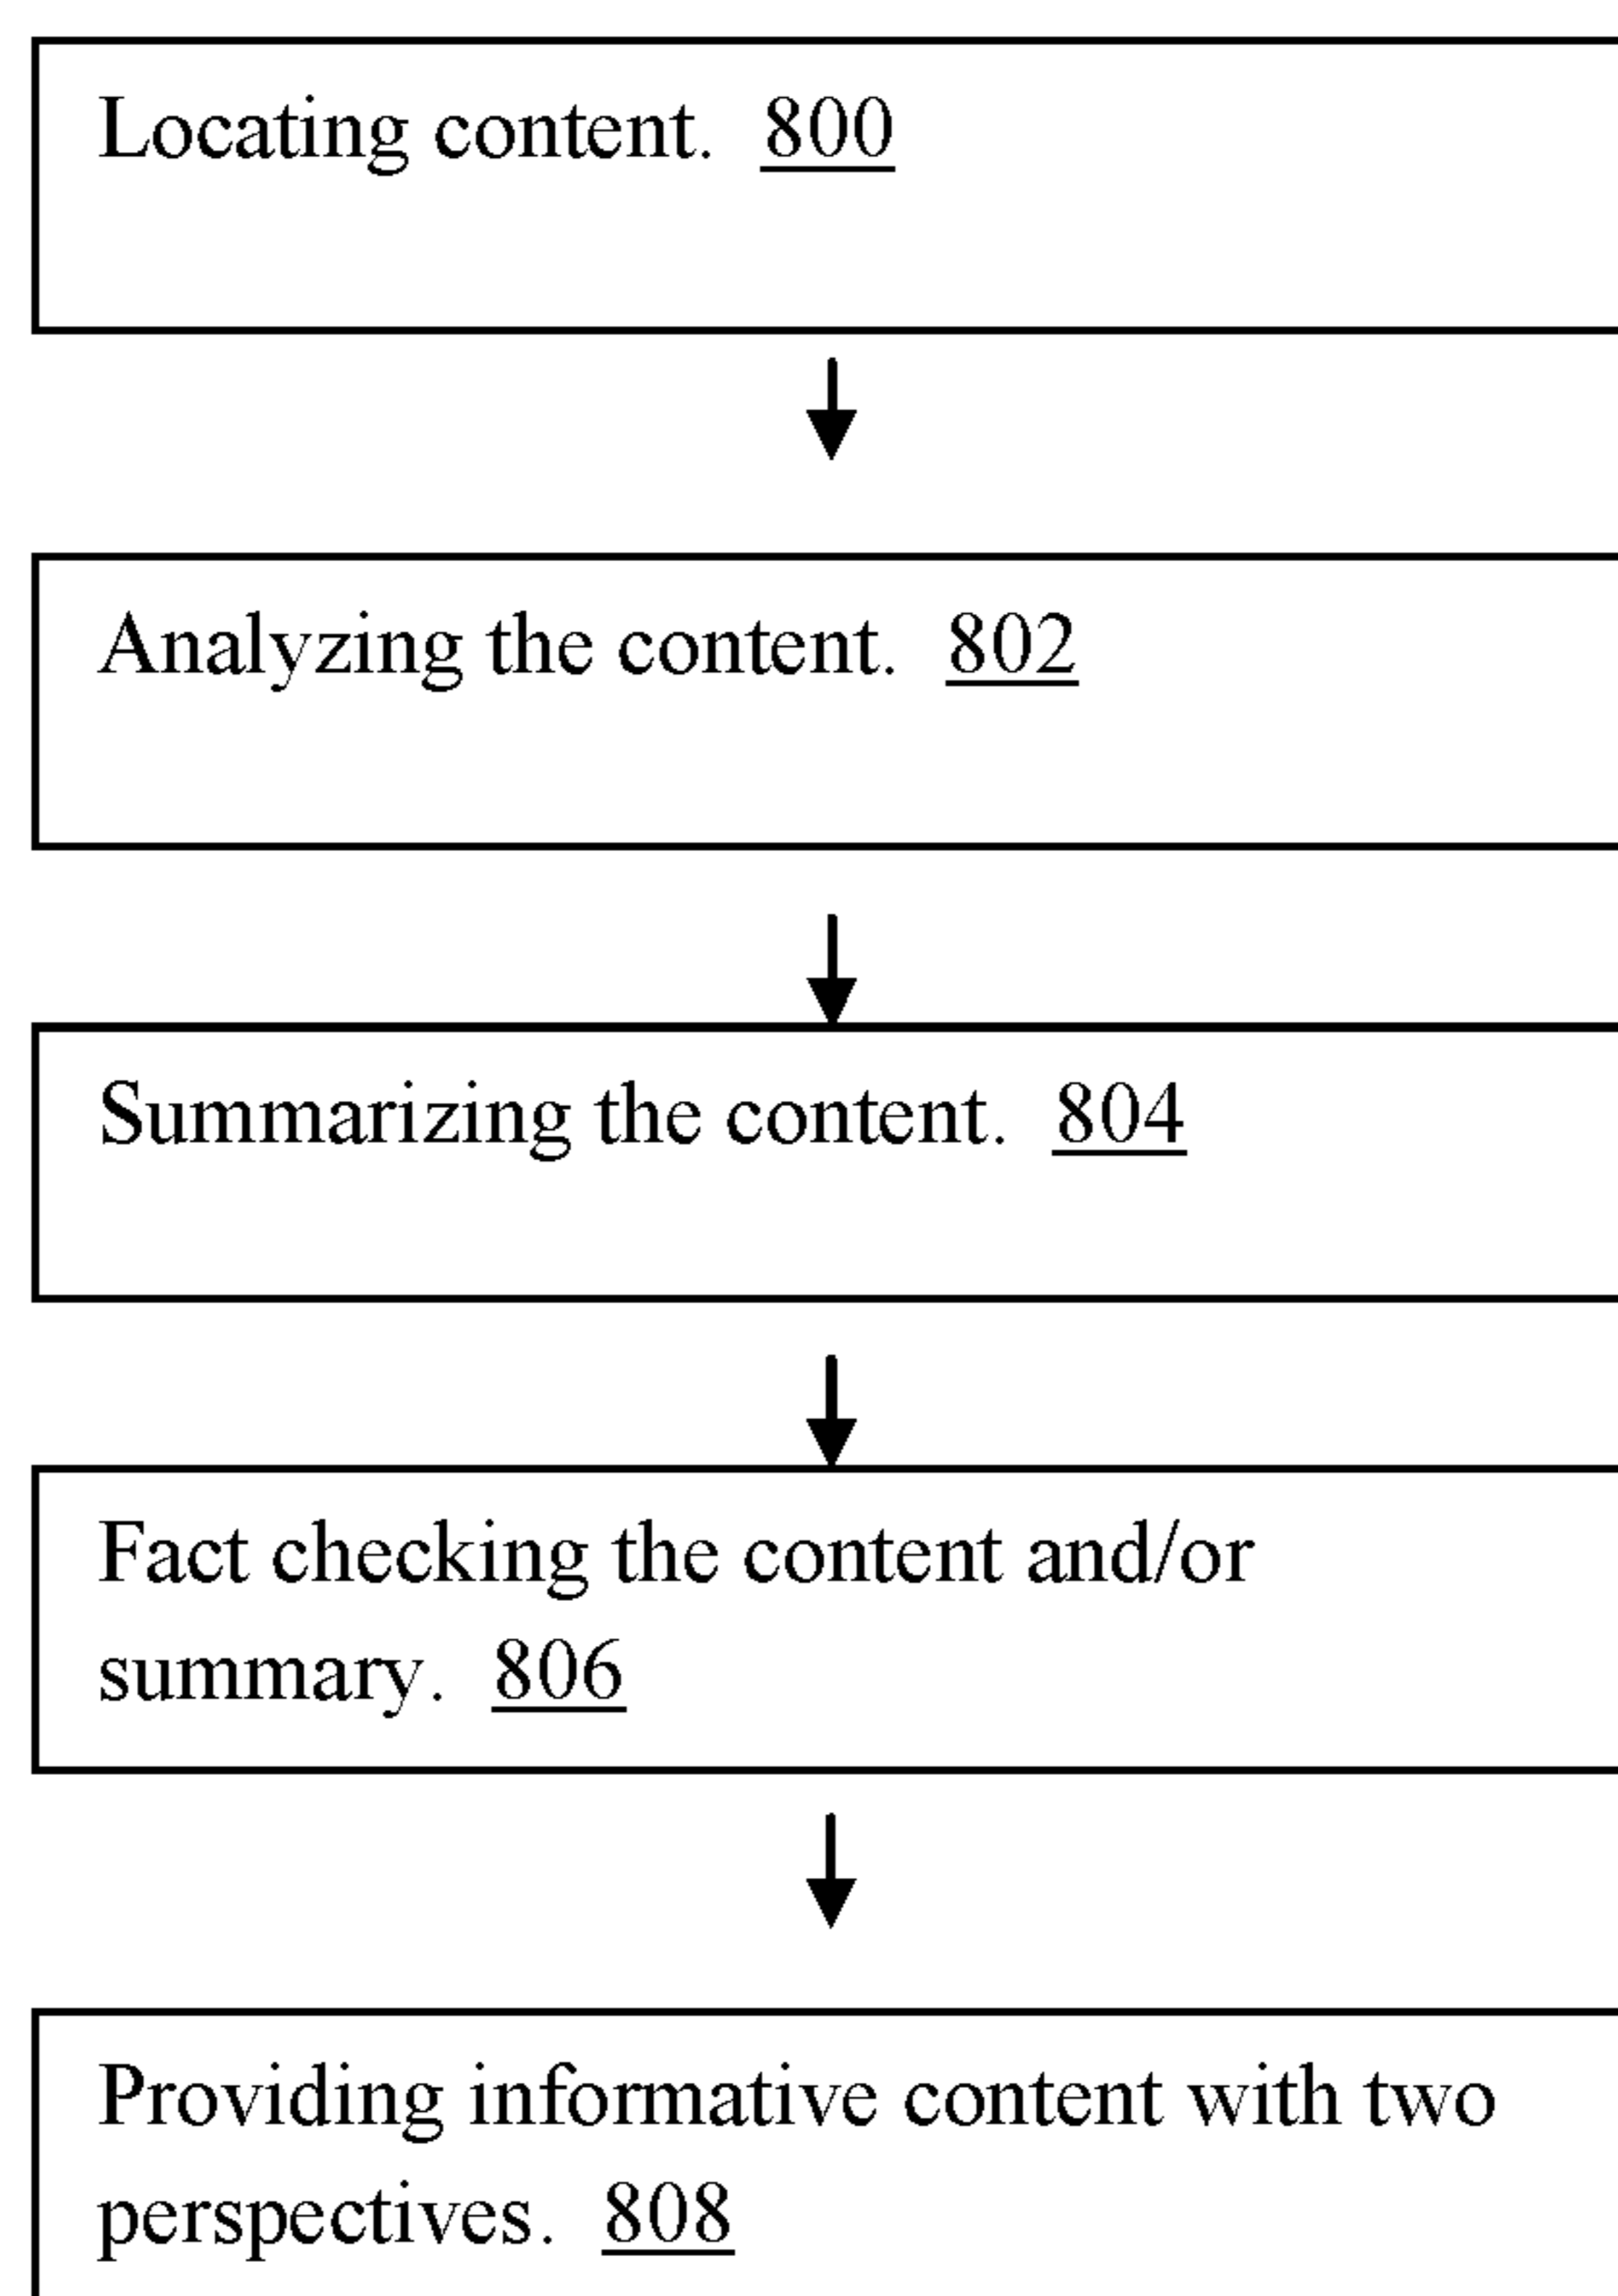 Locating content. 800
Analyzing the content. 802
Summarizing the content. 804
Fact checking the content and/or
summary. 806
Providing informative content with two
perspectives. 808